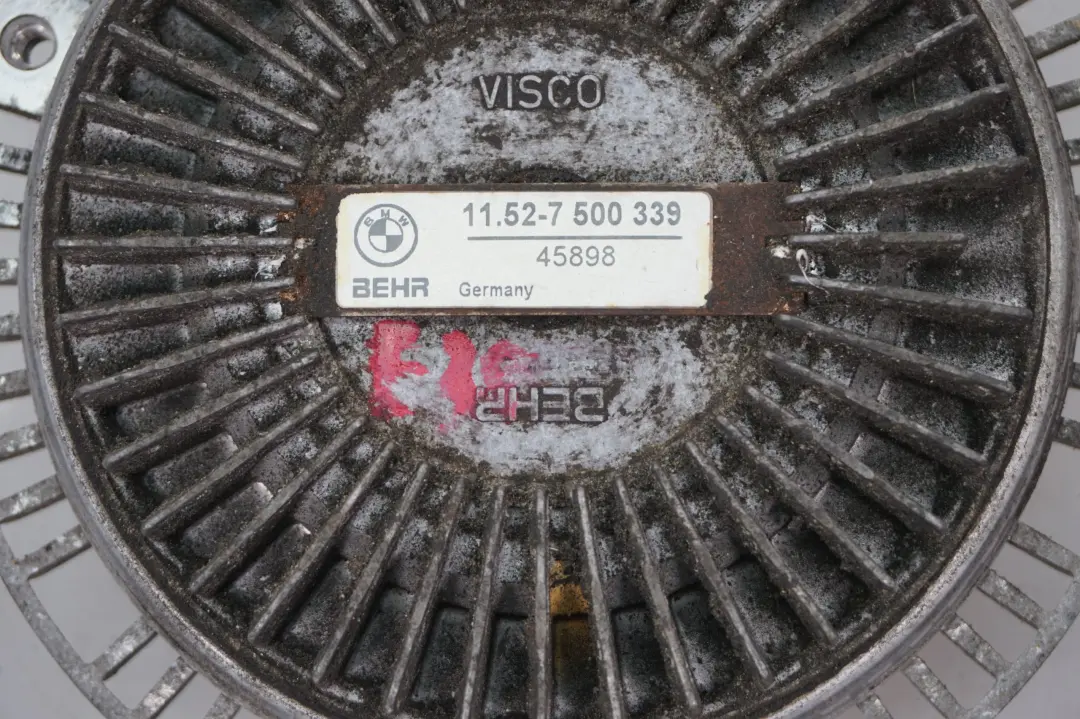 VISCO
BMW
11.52-7 500 339
45898
BEHR
Germany
BEHR